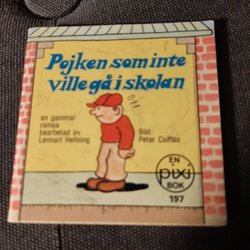 Pojken som inte
ville gå i skolan
en gammal
ramsa
bearbetad av
Lennart Hellsing
Bild:
Peter Csihas
EN
pixi
BOK
197